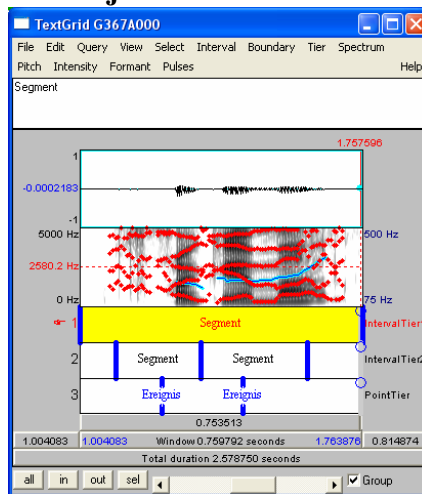 TextGrid G367A000
File Edit Query View Select Interval Boundary Tier Spectrum
Pitch Intensity Formant Pulses Help
Segment
1.757596
1
-0.0002183
-1
5000 Hz 500 Hz
2580.2 Hz
0 Hz 75 Hz
1 Segment IntervalTier1
2 Segment Segment IntervalTier2
3 Ereignis Ereignis PointTier
0.753513
1.004083 1.004083 Window 0.759792 seconds 1.763876 0.814874
Total duration 2.578750 seconds
all in out sel Group